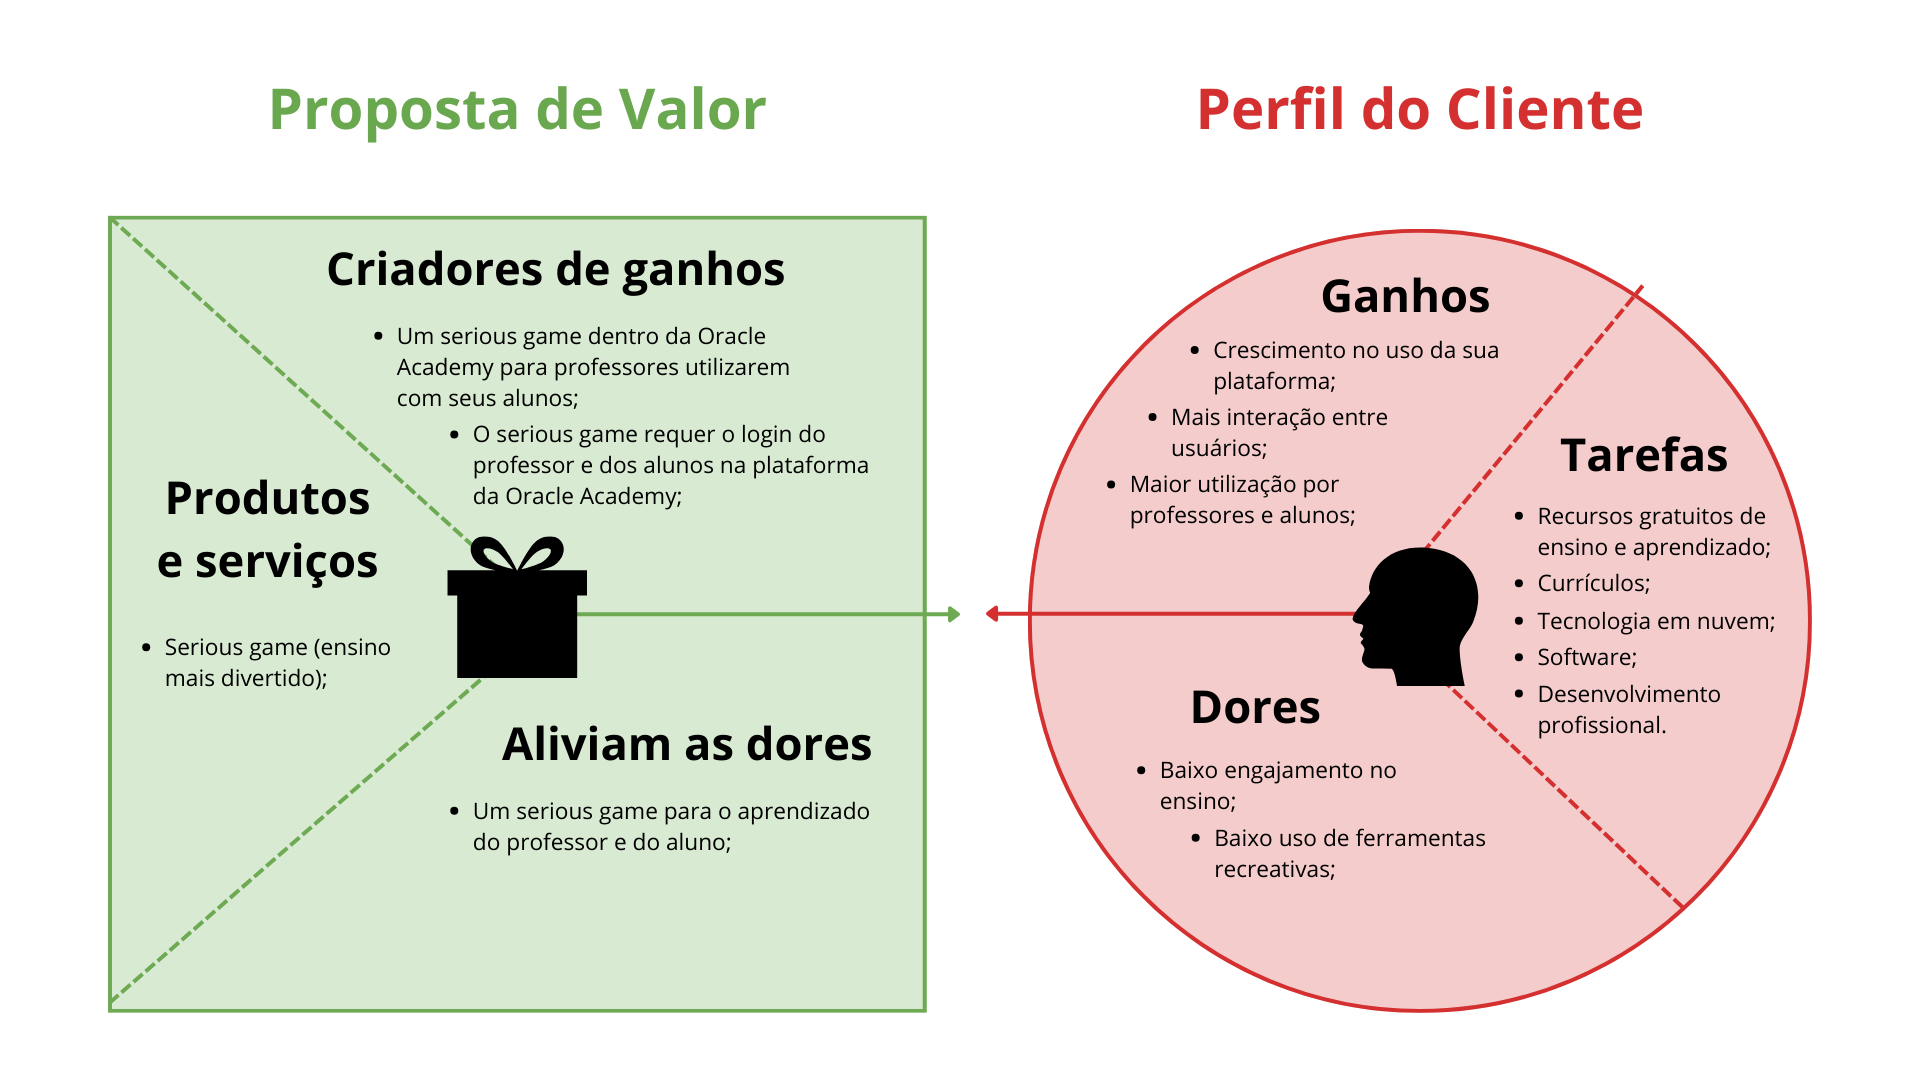 Proposta de Valor
Perfil do Cliente
Criadores de ganhos
• Um serious game dentro da Oracle
Academy para professores utilizarem
com seus alunos;
• O serious game requer o login do
professor e dos alunos na plataforma
da Oracle Academy;
Produtos
e serviços
• Serious game (ensino
mais divertido);
Aliviam as dores
• Um serious game para o aprendizado
do professor e do aluno;
Ganhos
• Crescimento no uso da sua
plataforma;
• Mais interação entre
usuários;
• Maior utilização por
professores e alunos;
Tarefas
• Recursos gratuitos de
ensino e aprendizado;
• Currículos;
• Tecnologia em nuvem;
• Software;
• Desenvolvimento
profissional.
Dores
• Baixo engajamento no
ensino;
• Baixo uso de ferramentas
recreativas;